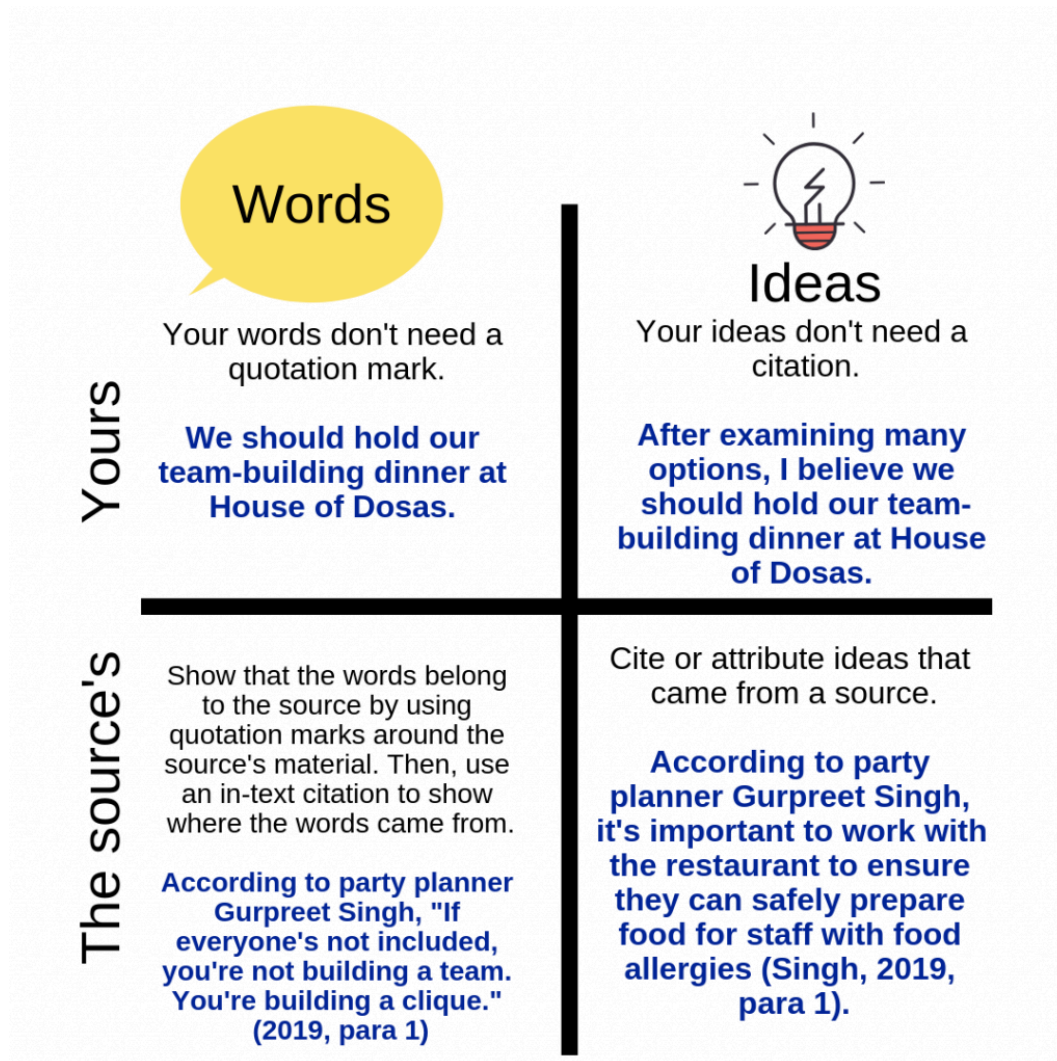 Words
Ideas
Yours
Your words don't need a
quotation mark.
We should hold our
team-building dinner at
House of Dosas.
Your ideas don't need a
citation.
After examining many
options, I believe we
should hold our team-
building dinner at House
of Dosas.
The source's
Show that the words belong
to the source by using
quotation marks around the
source's material. Then, use
an in-text citation to show
where the words came from.
According to party planner
Gurpreet Singh, "If
everyone's not included,
you're not building a team.
You're building a clique."
(2019, para 1)
Cite or attribute ideas that
came from a source.
According to party
planner Gurpreet Singh,
it's important to work with
the restaurant to ensure
they can safely prepare
food for staff with food
allergies (Singh, 2019,
para 1).